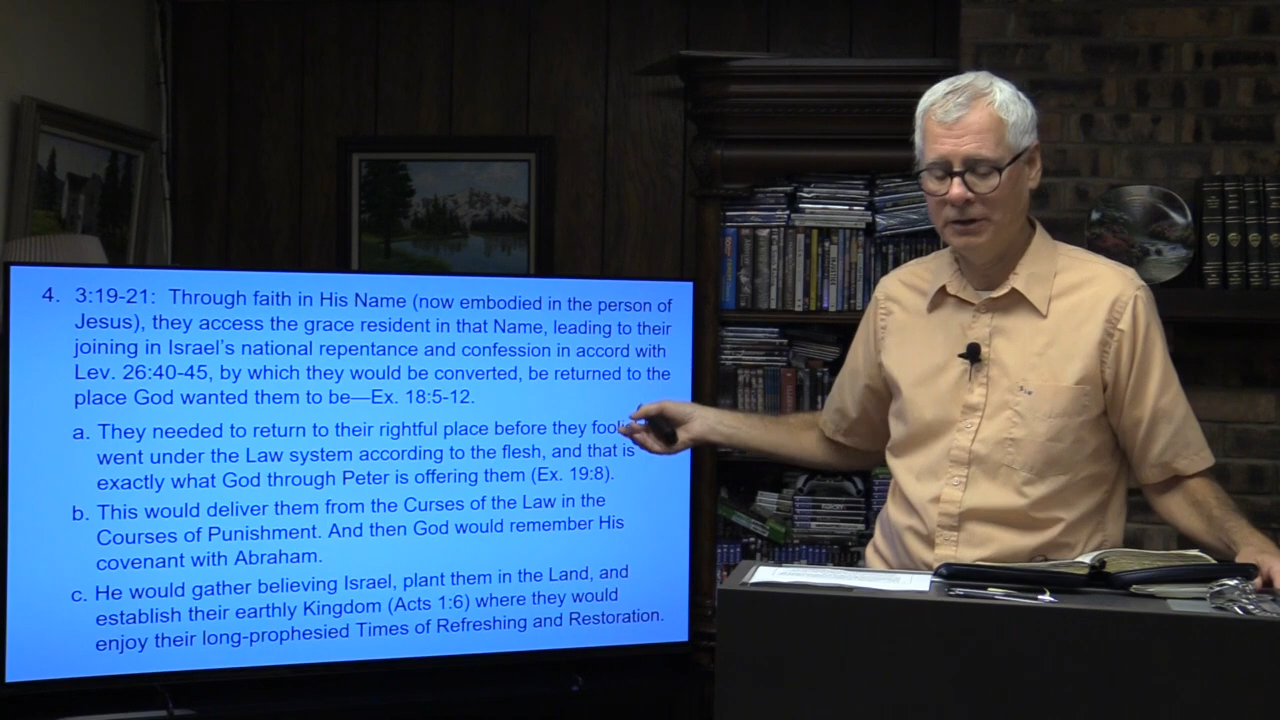 4. 3:19-21: Through faith in His Name (now embodied in the person of
Jesus), they access the grace resident in that Name, leading to their
joining in Israel's national repentance and confession in accord with
Lev. 26:40-45, by which they would be converted, be returned to the
place God wanted them to be—Ex. 18:5-12.
a. They needed to return to their rightful place before they
went under the Law system according to the flesh, and that is
exactly what God through Peter is offering them (Ex. 19:8).
b. This would deliver them from the Curses of the Law in the
Courses of Punishment. And then God would remember His
covenant with Abraham.
c. He would gather believing Israel, plant them in the Land, and
establish their earthly Kingdom (Acts 1:6) where they would
enjoy their long-prophesied Times of Refreshing and Restoration.